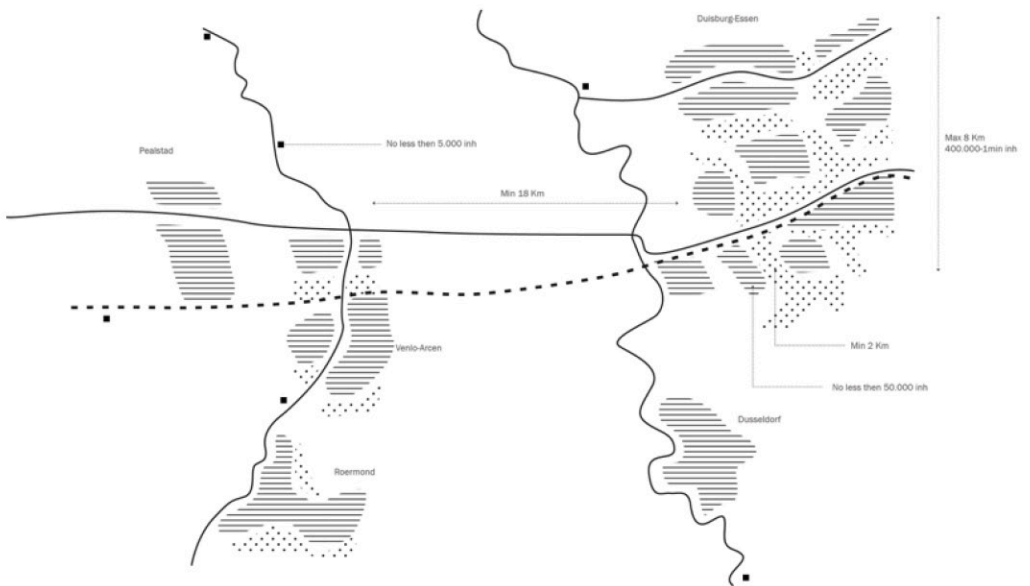 Duisburg-Essen
No less then 5.000 inh
Pealstad
Max 8 Km
400.000-1min inh
Min 18 Km
Venlo-Arcen
Min 2 Km
No less then 50.000 inh
Dusseldorf
Roermond